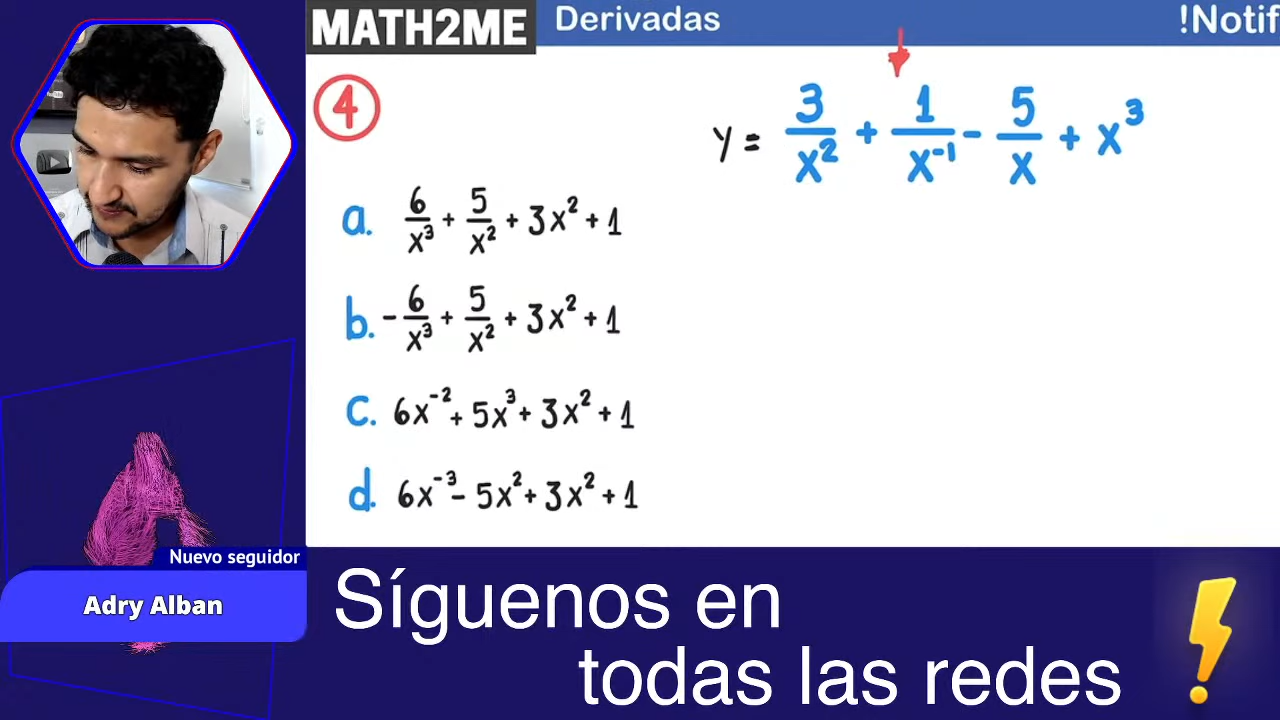 MATH2ME
Derivadas
!Notif
4
y = 3/x² + 1/x⁻¹ - 5/x + x³
a. 6/x³ + 5/x² + 3x² + 1
b. -6/x³ + 5/x² + 3x² + 1
c. 6x⁻² + 5x³ + 3x² + 1
d. 6x⁻³ - 5x² + 3x² + 1
Nuevo seguidor
Adry Alban
Síguenos en
todas las redes